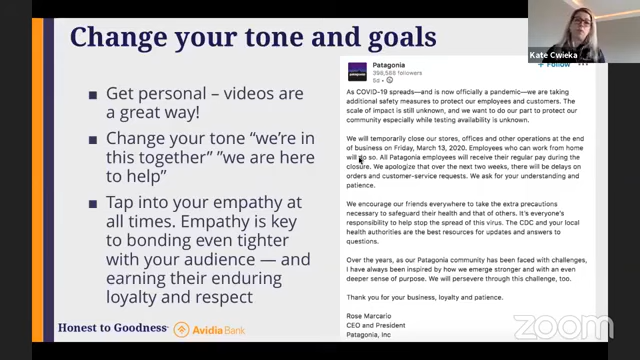 Change your tone and goals
Kate Cwieka
Get personal – videos are
a great way!
Change your tone “we’re in
this together” “we are here
to help”
Tap into your empathy at
all times. Empathy is key
to bonding even tighter
with your audience — and
earning their enduring
loyalty and respect
Patagonia
396,568 followers
5d
+ Follow
As COVID-19 spreads—and is now officially a pandemic—we are taking
additional safety measures to protect our employees and customers. The
scale of impact is still unknown, and we want to do our part to protect our
community especially while testing availability is unknown.
We will temporarily close our stores, offices and other operations at the end
of business on Friday, March 13, 2020. Employees who can work from home
will do so. All Patagonia employees will receive their regular pay during the
closure. We apologize that over the next two weeks, there will be delays on
orders and customer-service requests. We ask for your understanding and
patience.
We encourage our friends everywhere to take the extra precautions
necessary to safeguard their health and that of others. It’s everyone’s
responsibility to help stop the spread of this virus. The CDC and your local
health authorities are the best resources for updates and answers to
questions.
Over the years, as our Patagonia community has been faced with challenges,
I have always been inspired by how we emerge stronger and with an even
deeper sense of purpose. We will persevere through this challenge, too.
Thank you for your business, loyalty and patience.
Rose Marcario
CEO and President
Patagonia, Inc
Honest to Goodness
Avidia Bank
zoom